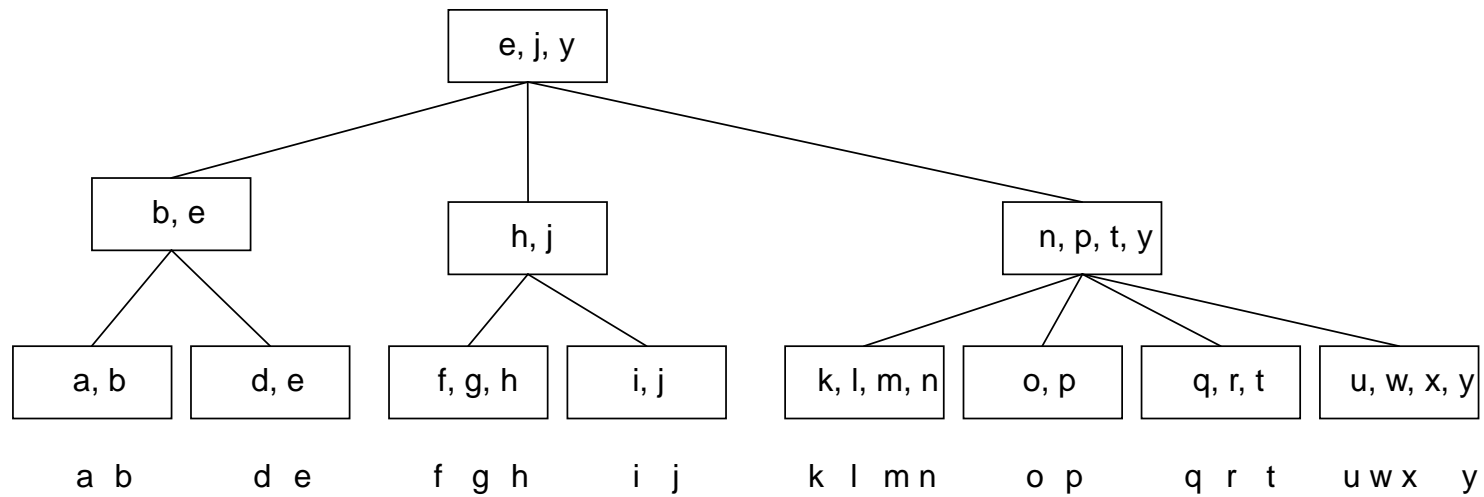 e, j, y
b, e
h, j
n, p, t, y
a, b
d, e
f, g, h
i, j
k, l, m, n
o, p
q, r, t
u, w, x, y
a b d e f g h i j k l m n o p q r t u w x y